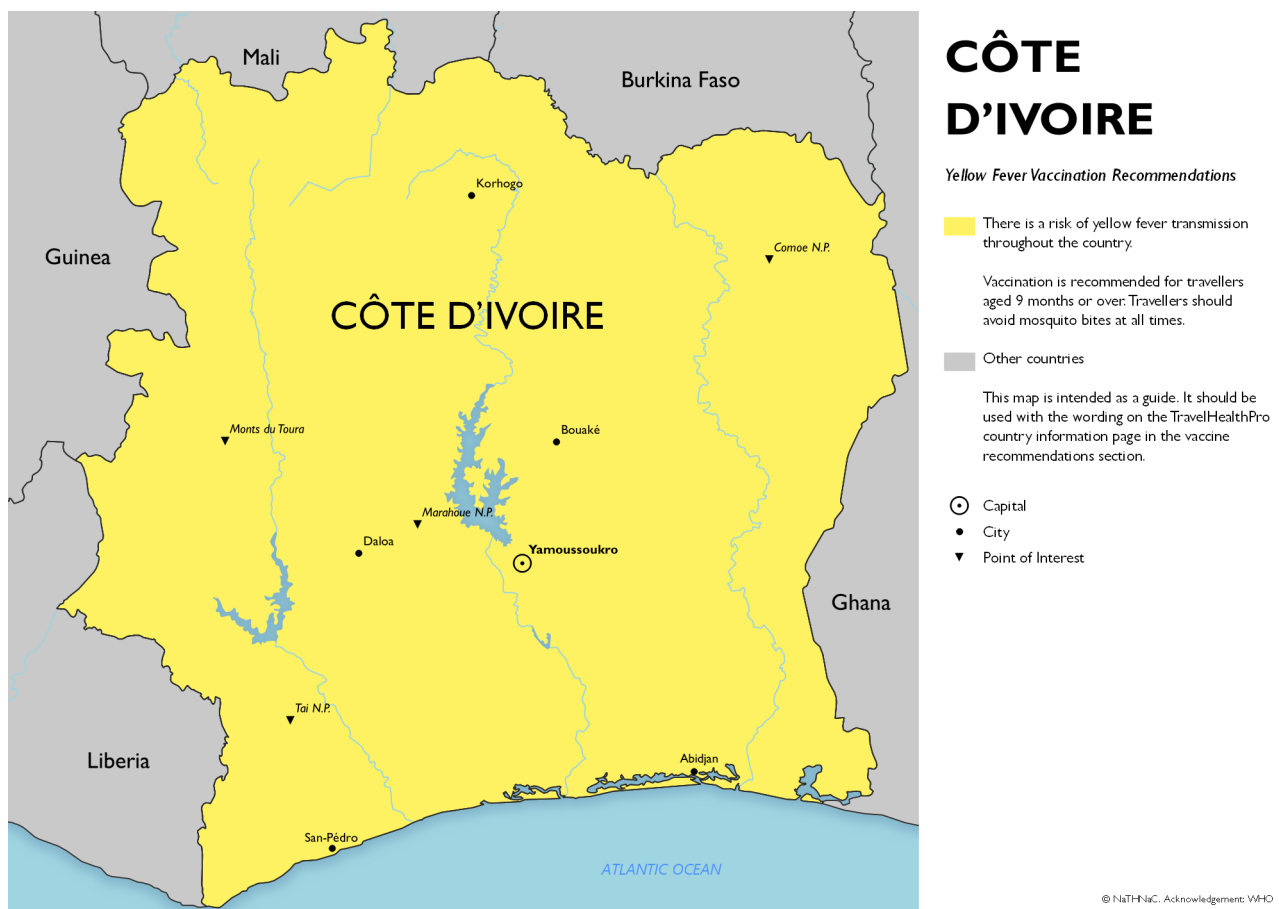 Mali
Burkina Faso
Korhogo
Comoe N.P.
Guinea
CÔTE D'IVOIRE
Monts du Toura
Bouaké
Marahoue N.P.
Daloa
Yamoussoukro
Ghana
Tai N.P.
Liberia
Abidjan
San-Pédro
ATLANTIC OCEAN
CÔTE
D'IVOIRE
Yellow Fever Vaccination Recommendations
There is a risk of yellow fever transmission
throughout the country.
Vaccination is recommended for travellers
aged 9 months or over. Travellers should
avoid mosquito bites at all times.
Other countries
This map is intended as a guide. It should be
used with the wording on the TravelHealthPro
country information page in the vaccine
recommendations section.
Capital
City
Point of Interest
© NaTHNaC. Acknowledgement: WHO